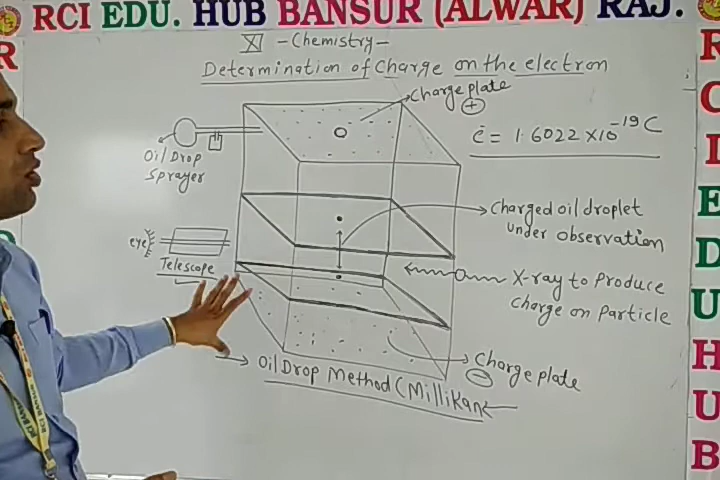 RCI EDU. HUB BANSUR (ALWAR) RAJ.
XI - Chemistry -
Determination of Charge on the electron
Charge plate
+
Oil Drop
Sprayer
e̅ = 1.6022 × 10⁻¹⁹ C
Charged oil droplet
under observation
eye
Telescope
X-ray to Produce
Charge on Particle
Charge plate
−
Oil Drop Method (Millikan
R
R
C
I
E
D
U
H
U
B
RCI BANSUR